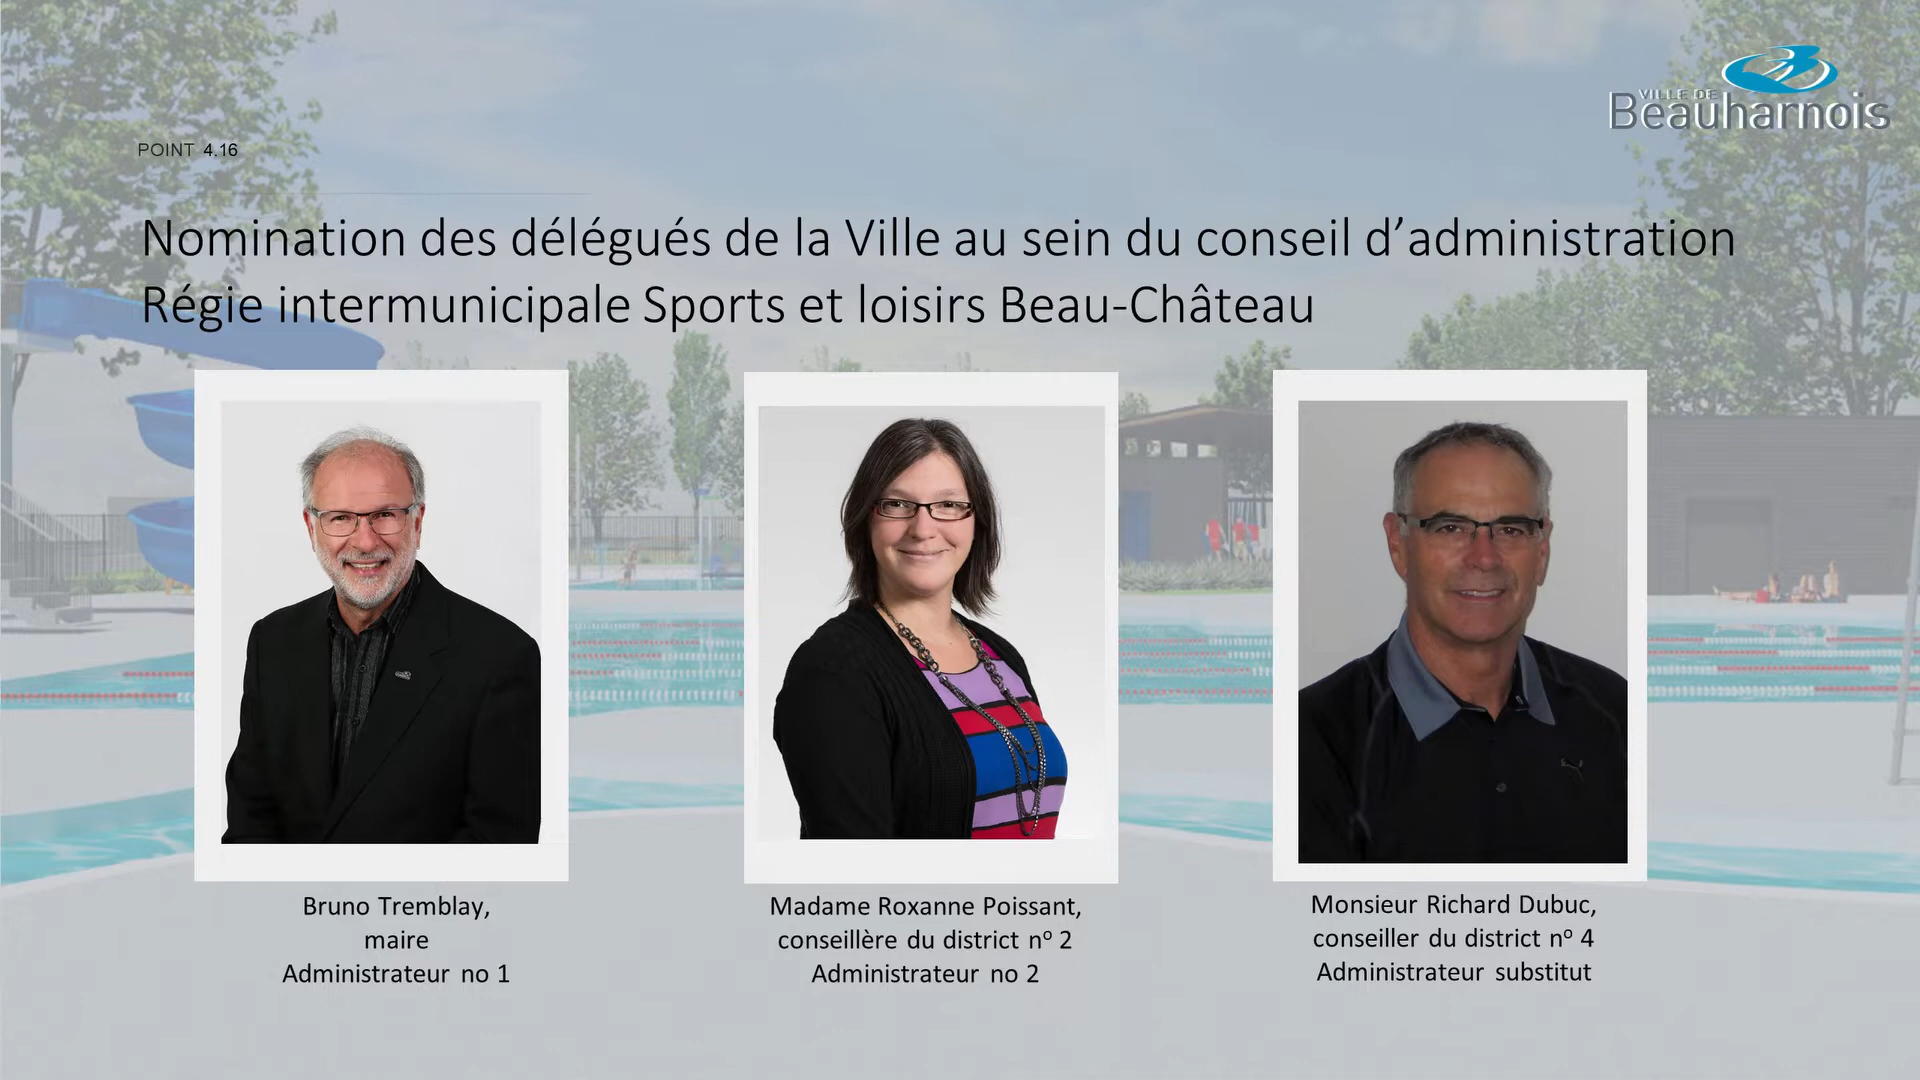 VILLE DE
Beauharnois
POINT 4.16
Nomination des délégués de la Ville au sein du conseil d’administration
Régie intermunicipale Sports et loisirs Beau-Château
Bruno Tremblay,
maire
Administrateur no 1
Madame Roxanne Poissant,
conseillère du district nº 2
Administrateur no 2
Monsieur Richard Dubuc,
conseiller du district nº 4
Administrateur substitut